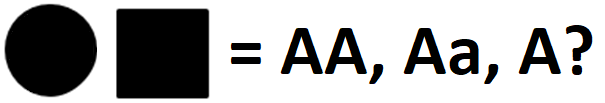 = AA, Aa, A?